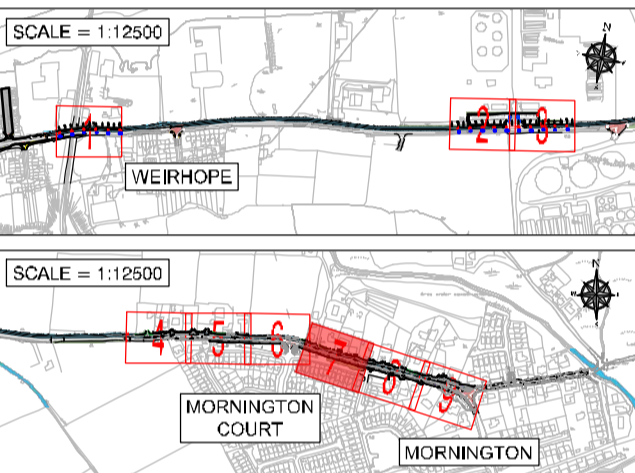 SCALE = 1:12500
N
1
2
3
WEIRHOPE
SCALE = 1:12500
N
4
5
6
7
8
9
MORNINGTON
COURT
MORNINGTON